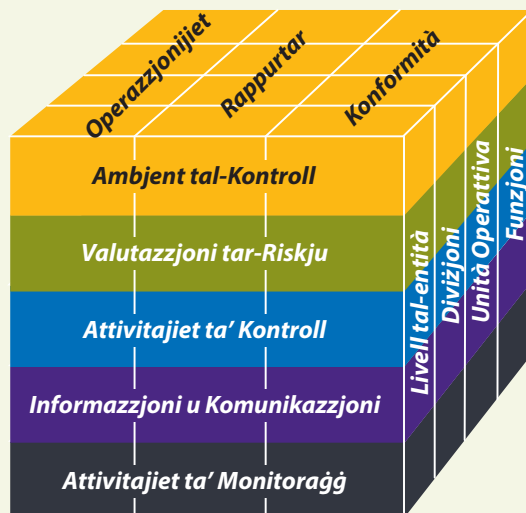 Operazzjonijiet
Rappurtar
Konformità
Ambjent tal-Kontroll
Valutazzjoni tar-Riskju
Attivitajiet ta’ Kontroll
Informazzjoni u Komunikazzjoni
Attivitajiet ta’ Monitoraġġ
Livell tal-entità
Diviżjoni
Unità Operattiva
Funzjoni